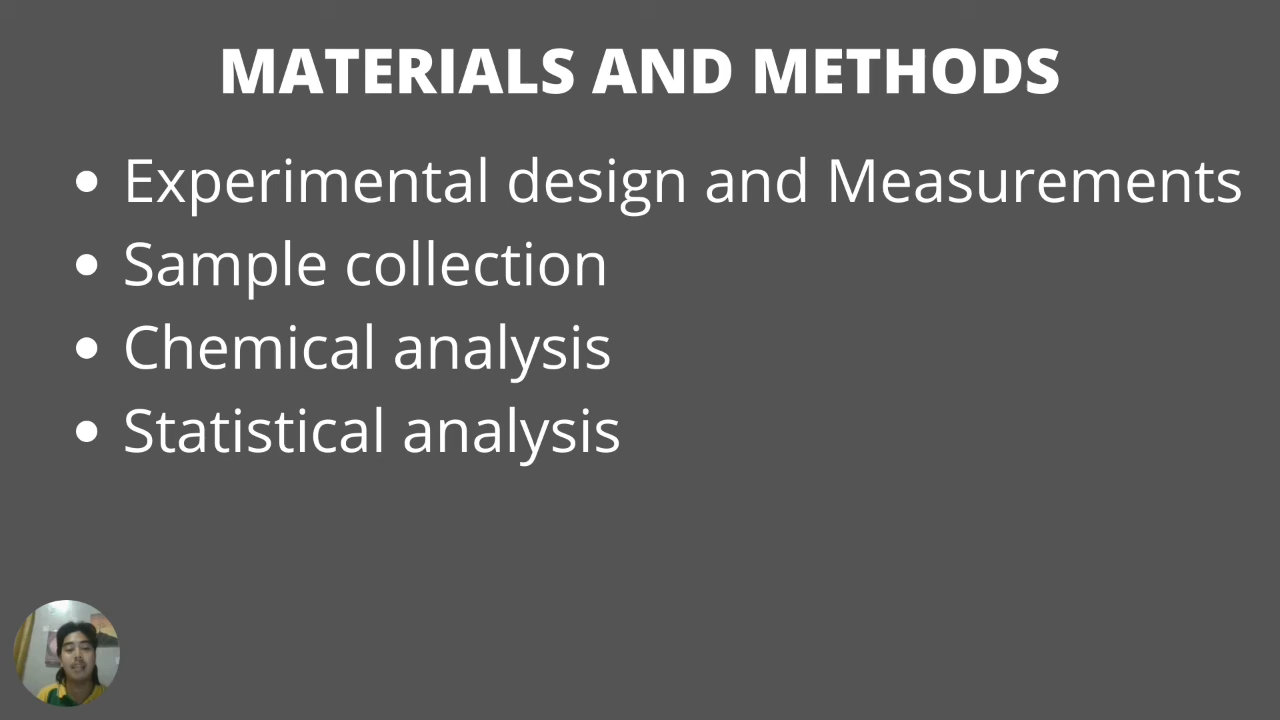 MATERIALS AND METHODS
• Experimental design and Measurements
• Sample collection
• Chemical analysis
• Statistical analysis